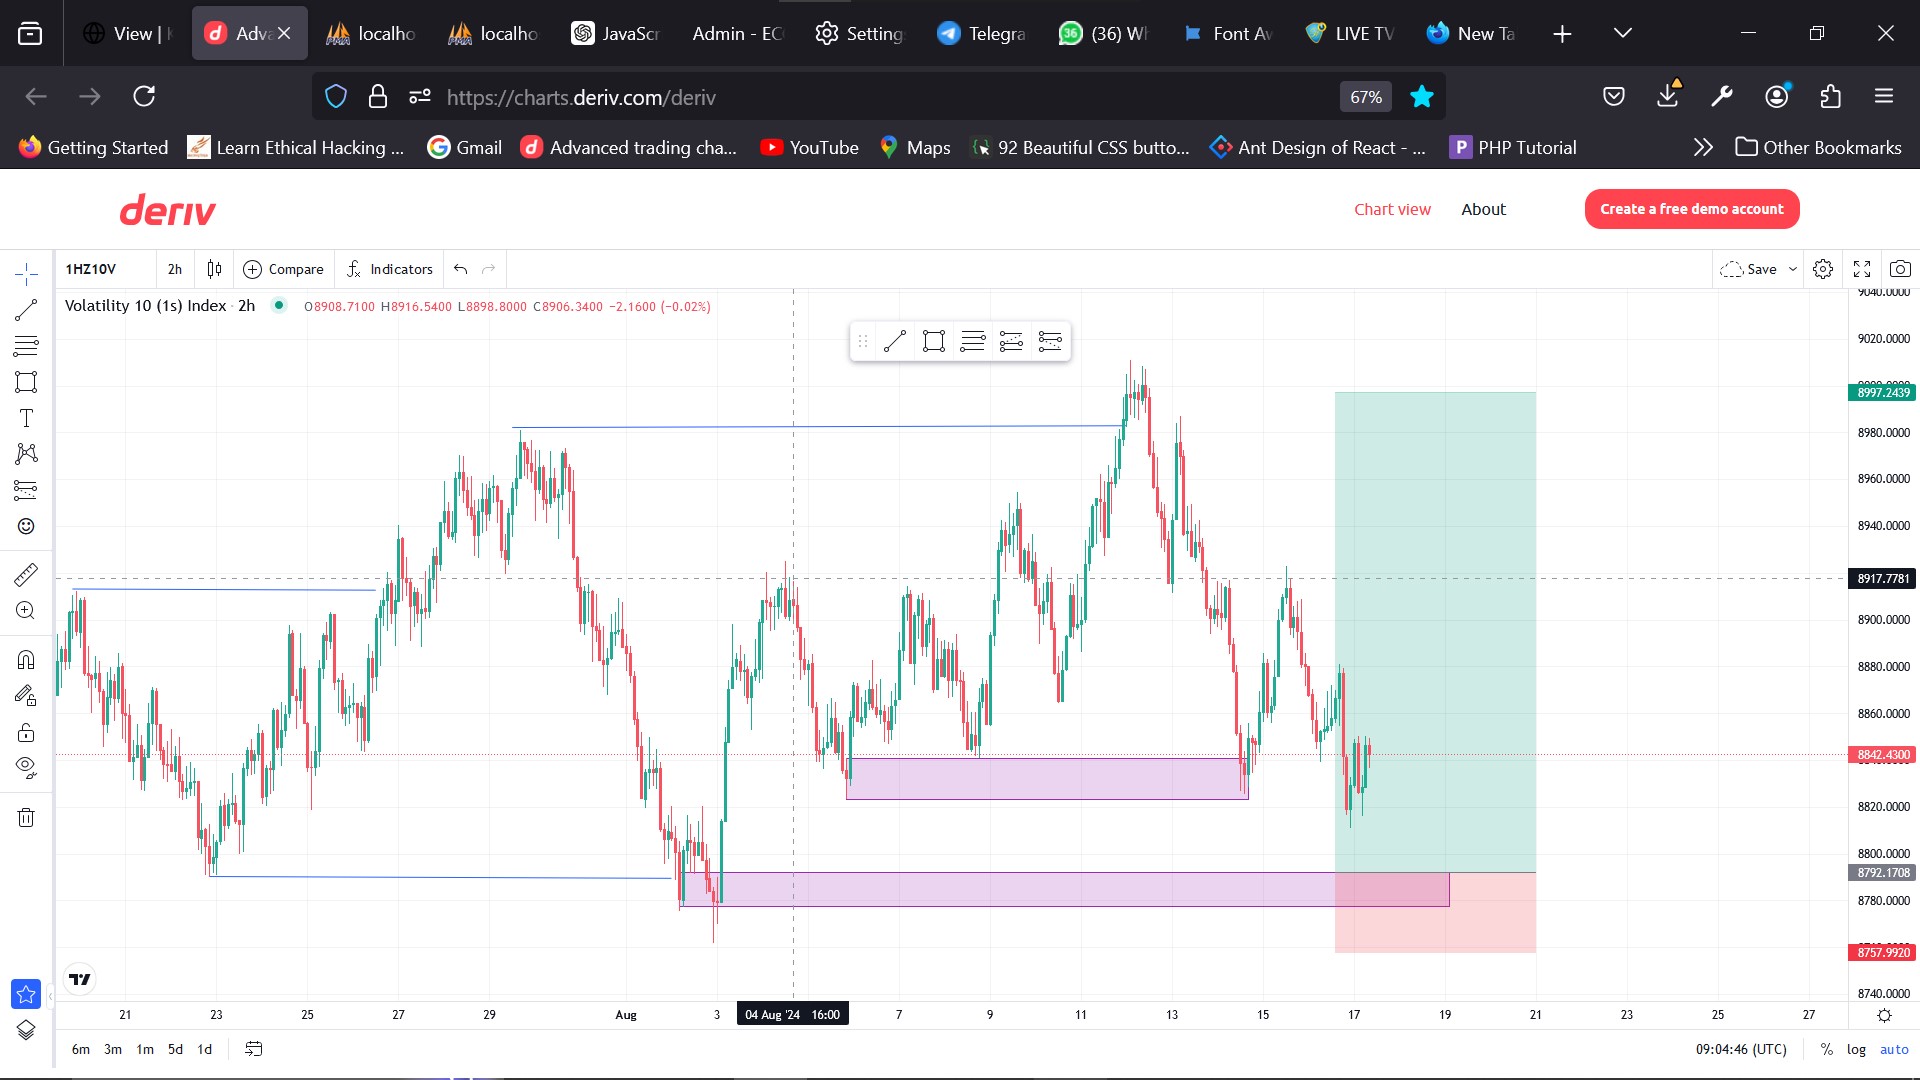 View |
Adva
localho
localho
JavaScr
Admin - EC
Setting
Telegra
36
(36) Wh
Font Aw
LIVE TV
New Ta
https://charts.deriv.com/deriv
67%
Getting Started
Learn Ethical Hacking ...
Gmail
Advanced trading cha...
YouTube
Maps
92 Beautiful CSS butto...
Ant Design of React - ...
PHP Tutorial
Other Bookmarks
deriv
Chart view
About
Create a free demo account
1HZ10V
2h
Compare
Indicators
Save
Volatility 10 (1s) Index · 2h
O8908.7100 H8916.5400 L8898.8000 C8906.3400 −2.1600 (−0.02%)
9040.0000
9020.0000
8997.2439
8980.0000
8960.0000
8940.0000
8917.7781
8900.0000
8880.0000
8860.0000
8842.4300
8820.0000
8800.0000
8792.1708
8780.0000
8757.9920
8740.0000
21
23
25
27
29
Aug
3
04 Aug '24 16:00
7
9
11
13
15
17
19
21
23
25
27
6m
3m
1m
5d
1d
09:04:46 (UTC)
%
log
auto